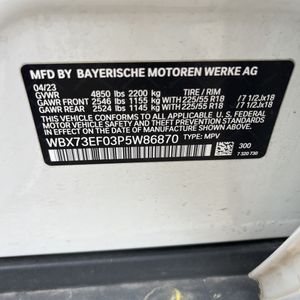 MFD BY BAYERISCHE MOTOREN WERKE AG
04/23 TIRE / RIM
GVWR 4850 lbs 2200 kg
GAWR FRONT 2546 lbs 1155 kg WITH 225/55 R18 / 7 1/2Jx18
GAWR REAR 2524 lbs 1145 kg WITH 225/55 R18 / 7 1/2Jx18
THIS VEHICLE CONFORMS TO ALL APPLICABLE U. S. FEDERAL
MOTOR VEHICLE SAFETY STANDARDS IN EFFECT ON THE
DATE OF MANUFACTURE SHOWN ABOVE.
WBX73EF03P5W86870 300
TYPE: MPV 7 320 730